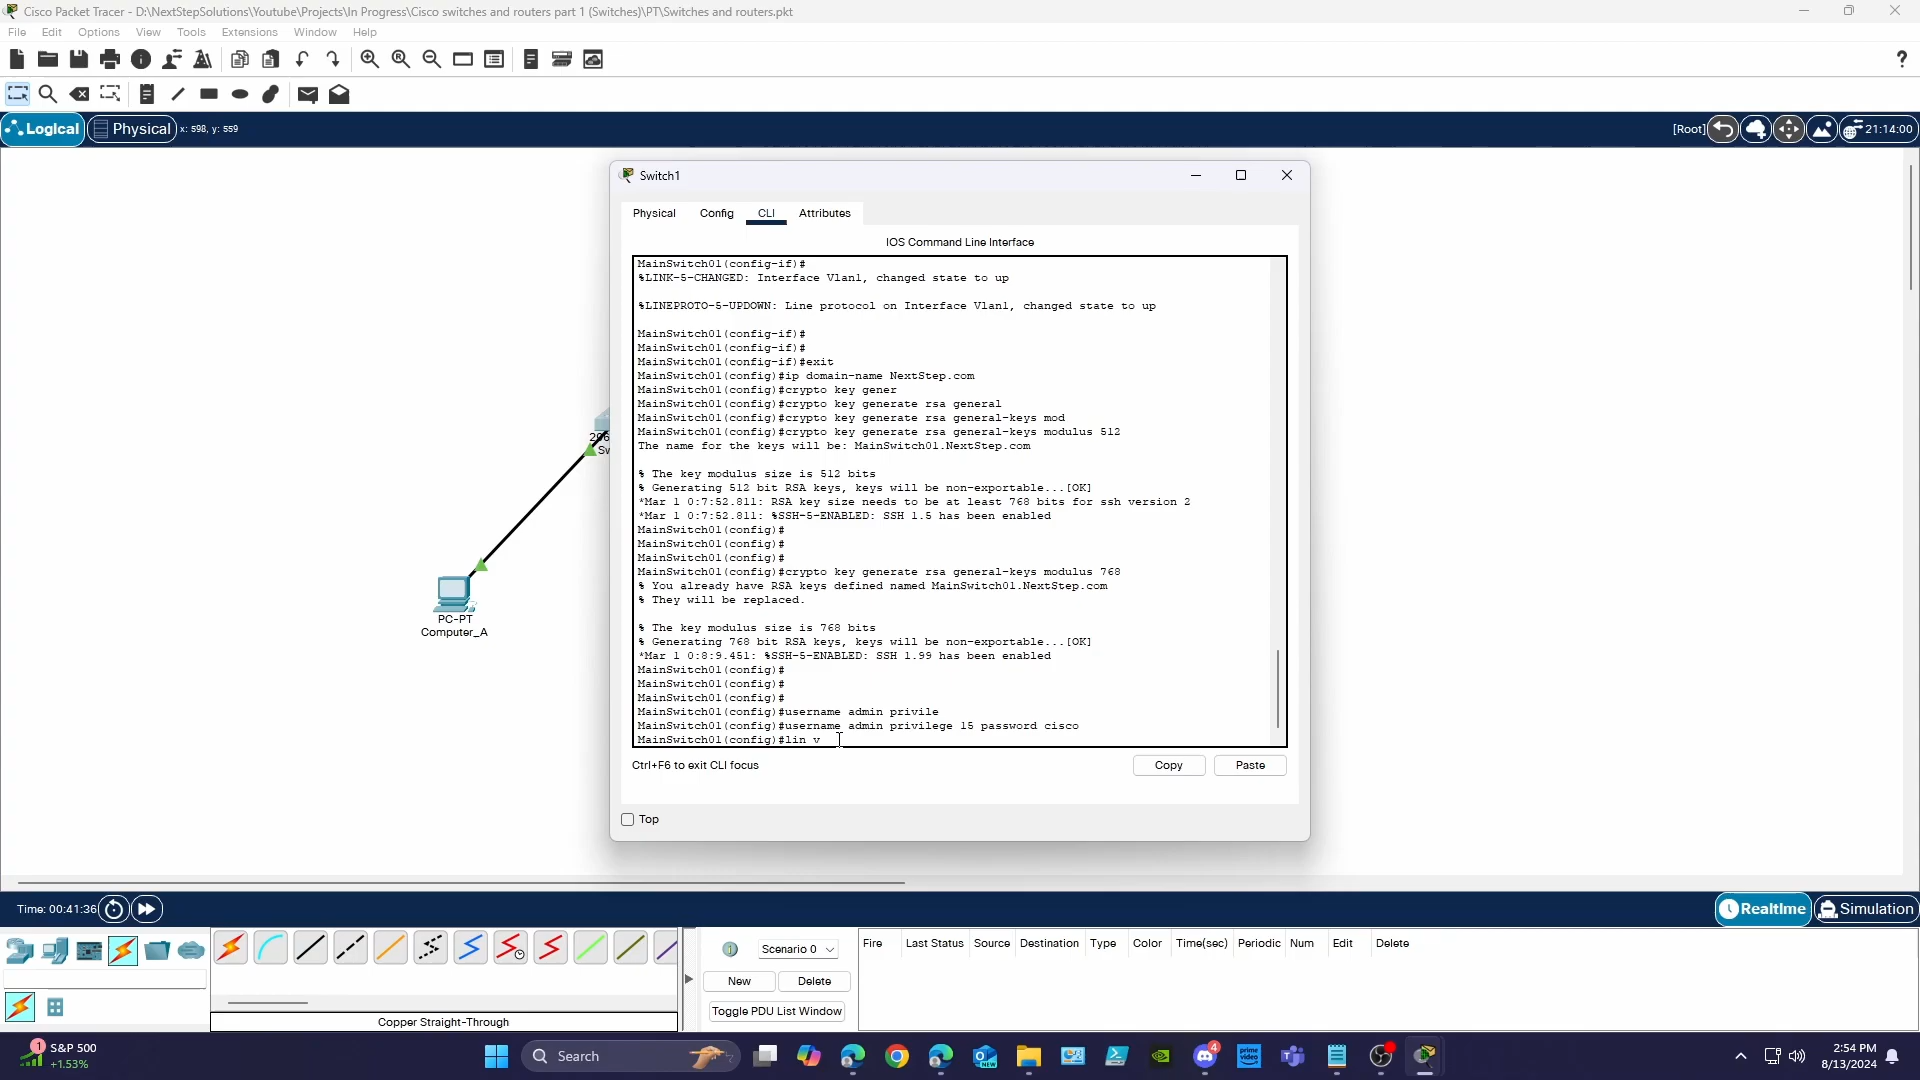 Cisco Packet Tracer - D:\NextStepSolutions\Youtube\Projects\In Progress\Cisco switches and routers part 1 (Switches)\PT\Switches and routers.pkt
File Edit Options View Tools Extensions Window Help
?
Logical Physical x: 598, y: 559 [Root] 21:14:00
Switch1
Physical Config CLI Attributes
IOS Command Line Interface
MainSwitch01(config-if)#
%LINK-5-CHANGED: Interface Vlan1, changed state to up
%LINEPROTO-5-UPDOWN: Line protocol on Interface Vlan1, changed state to up
MainSwitch01(config-if)#
MainSwitch01(config-if)#
MainSwitch01(config-if)#exit
MainSwitch01(config)#ip domain-name NextStep.com
MainSwitch01(config)#crypto key gener
MainSwitch01(config)#crypto key generate rsa general
MainSwitch01(config)#crypto key generate rsa general-keys mod
MainSwitch01(config)#crypto key generate rsa general-keys modulus 512
The name for the keys will be: MainSwitch01.NextStep.com
% The key modulus size is 512 bits
% Generating 512 bit RSA keys, keys will be non-exportable...[OK]
*Mar 1 0:7:52.811: RSA key size needs to be at least 768 bits for ssh version 2
*Mar 1 0:7:52.811: %SSH-5-ENABLED: SSH 1.5 has been enabled
MainSwitch01(config)#
MainSwitch01(config)#
MainSwitch01(config)#
MainSwitch01(config)#crypto key generate rsa general-keys modulus 768
% You already have RSA keys defined named MainSwitch01.NextStep.com
% They will be replaced.
% The key modulus size is 768 bits
% Generating 768 bit RSA keys, keys will be non-exportable...[OK]
*Mar 1 0:8:9.451: %SSH-5-ENABLED: SSH 1.99 has been enabled
MainSwitch01(config)#
MainSwitch01(config)#
MainSwitch01(config)#
MainSwitch01(config)#username admin privile
MainSwitch01(config)#username admin privilege 15 password cisco
MainSwitch01(config)#lin v
Ctrl+F6 to exit CLI focus Copy Paste
Top
296
Sw
PC-PT
Computer_A
Time: 00:41:36 Realtime Simulation
Scenario 0
New Delete
Toggle PDU List Window
Fire Last Status Source Destination Type Color Time(sec) Periodic Num Edit Delete
Copper Straight-Through
1 S&P 500
+1.53%
Search
NEW
prime video
4
2:54 PM
8/13/2024